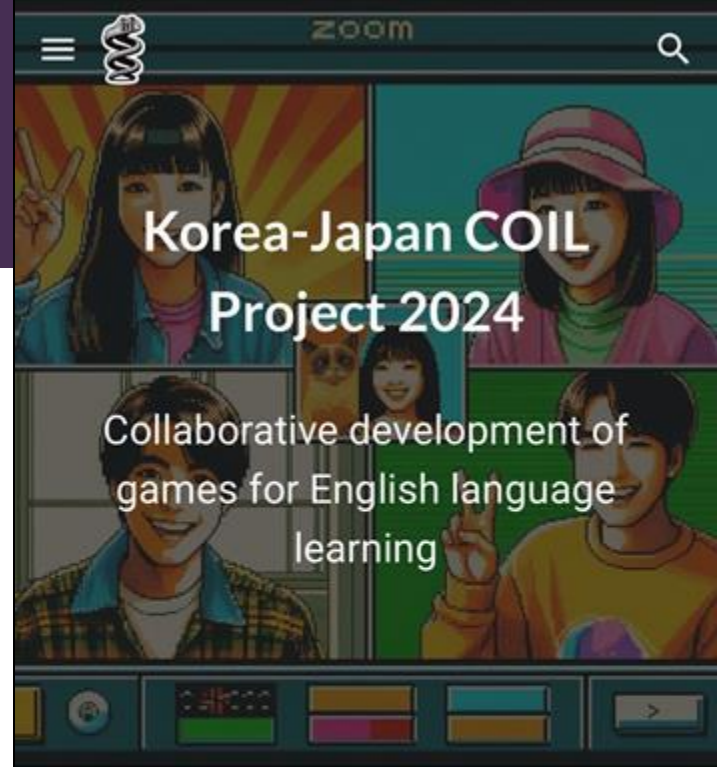 zoom
Korea-Japan COIL
Project 2024
Collaborative development of
games for English language
learning
>